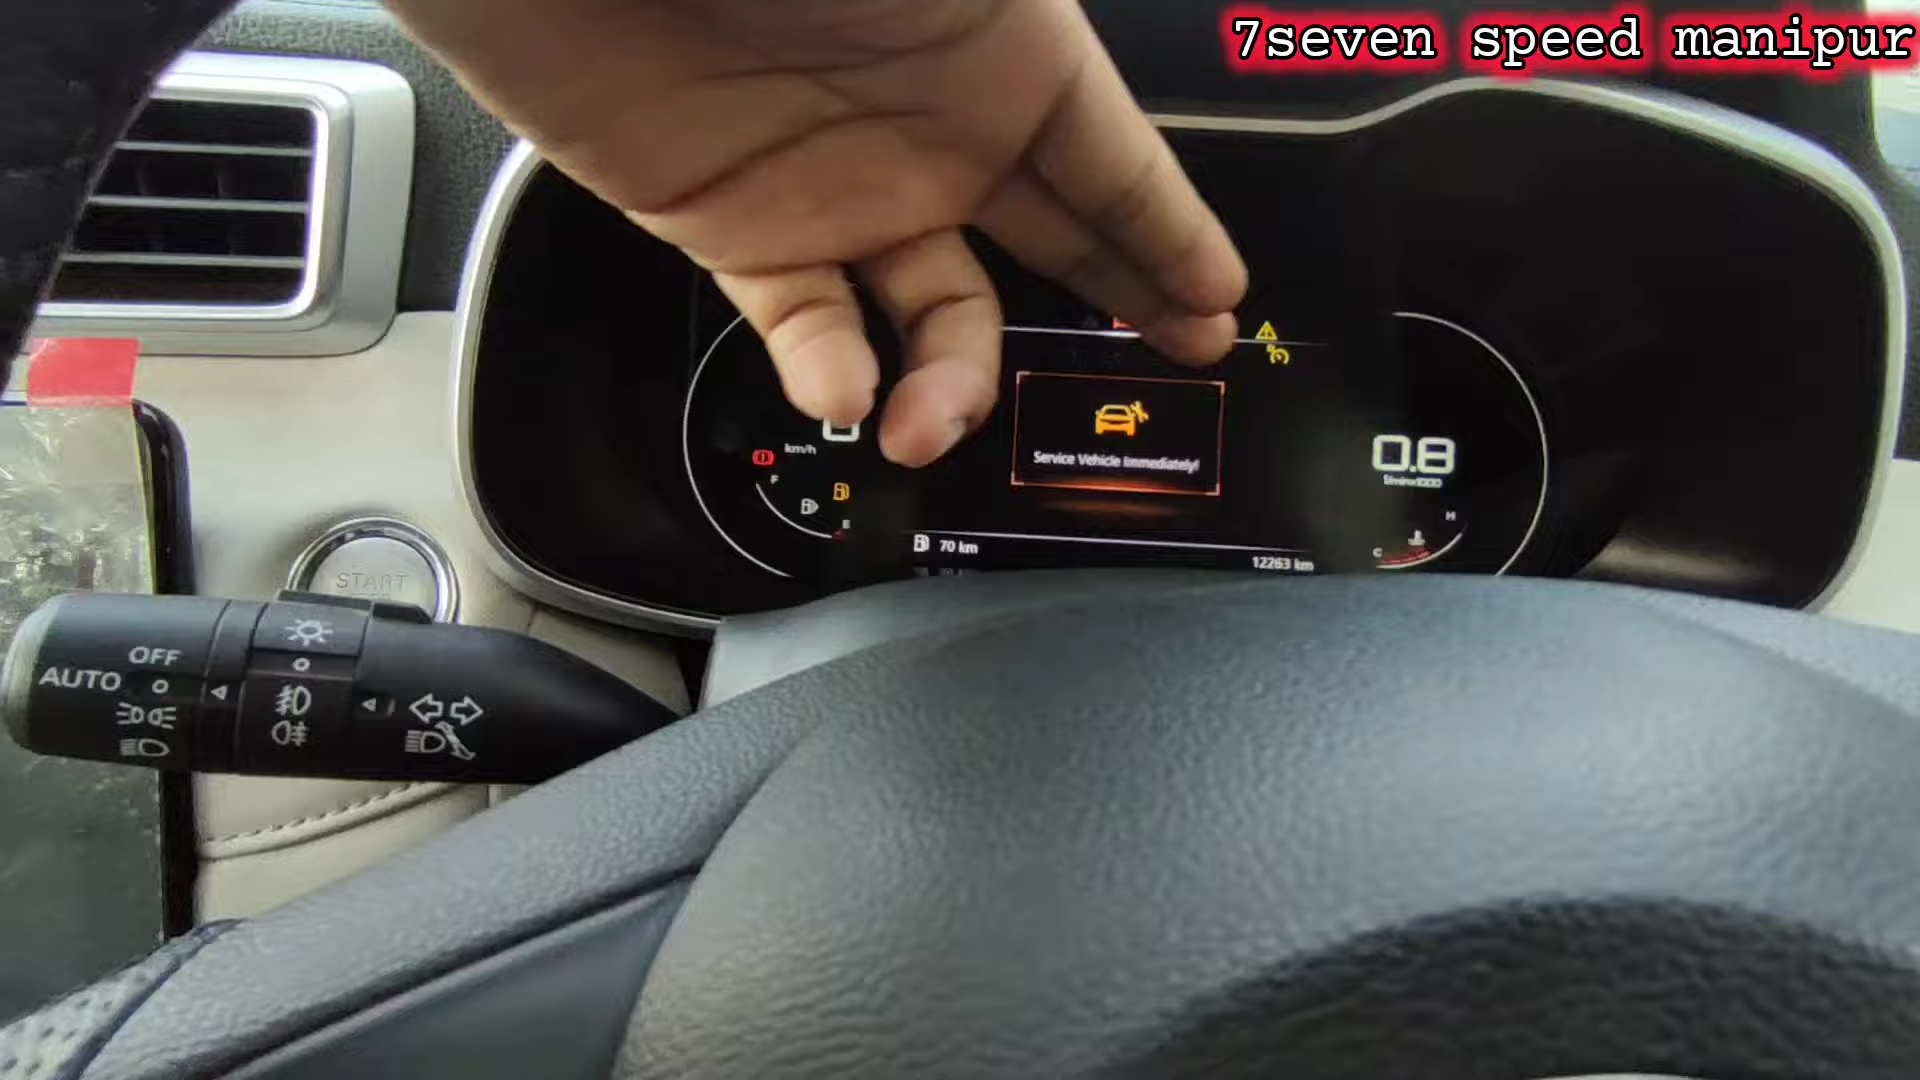 7seven speed manipur
km/h
F
E
Service Vehicle Immediately!
0.8
70 km
12263 km
H
C
START
OFF
AUTO